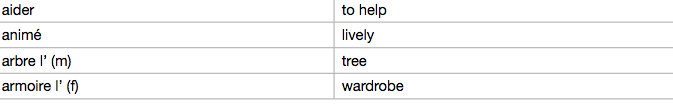 aider to help
animé lively
arbre l’ (m) tree
armoire l’ (f) wardrobe